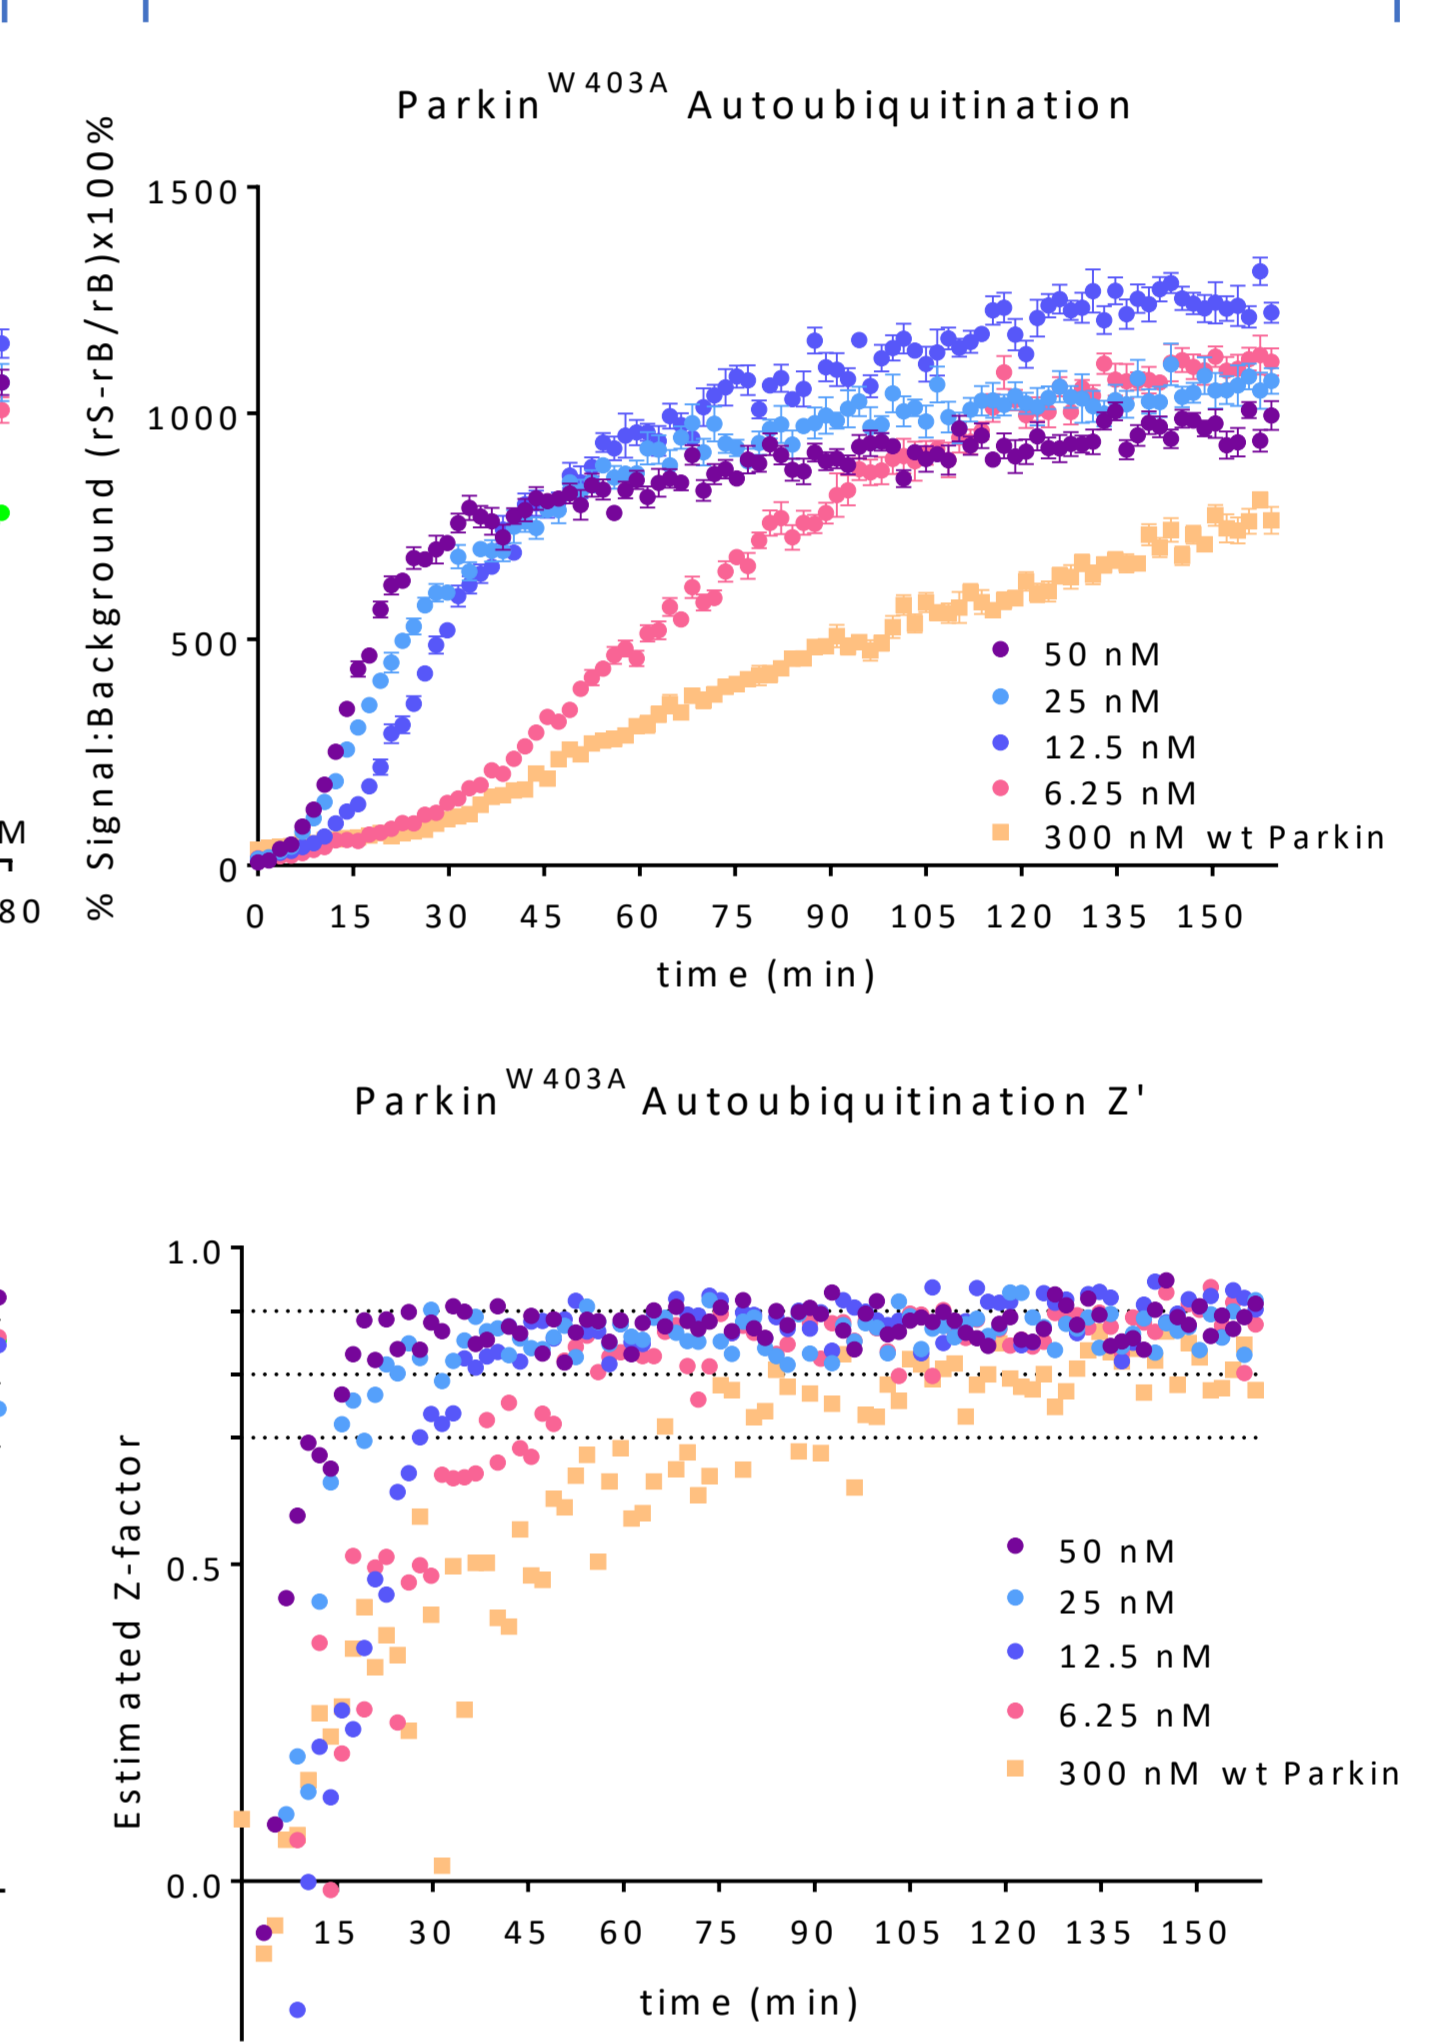 Parkin W403A Autoubiquitination
% Signal:Background (rS-rB/rB)x100%
1500
1000
500
0
50 nM
25 nM
12.5 nM
6.25 nM
300 nM wt Parkin
M
80
0 15 30 45 60 75 90 105 120 135 150
time (min)
Parkin W403A Autoubiquitination Z'
Estimated Z-factor
1.0
0.5
0.0
50 nM
25 nM
12.5 nM
6.25 nM
300 nM wt Parkin
15 30 45 60 75 90 105 120 135 150
time (min)